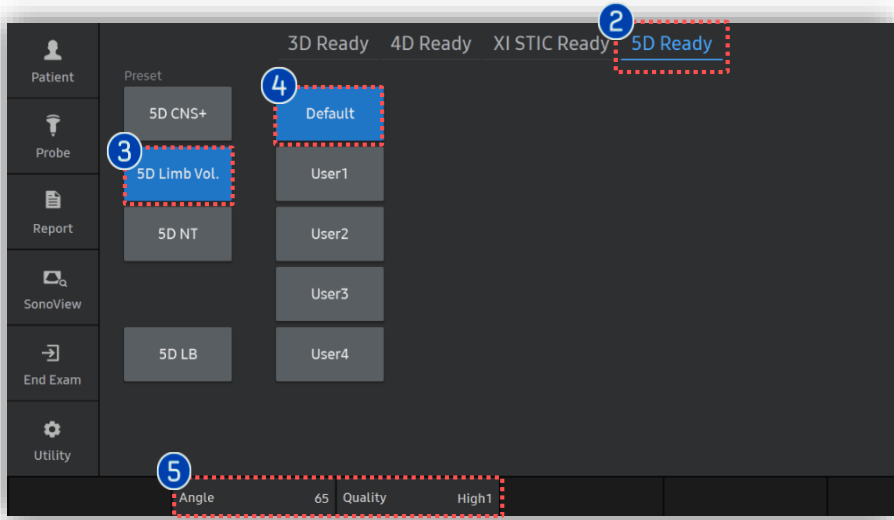 2
3D Ready 4D Ready XI STIC Ready 5D Ready
Patient
Preset
4
5D CNS+
Default
Probe
3
5D Limb Vol.
User1
Report
5D NT
User2
SonoView
User3
End Exam
5D LB
User4
Utility
5
Angle 65 Quality High1